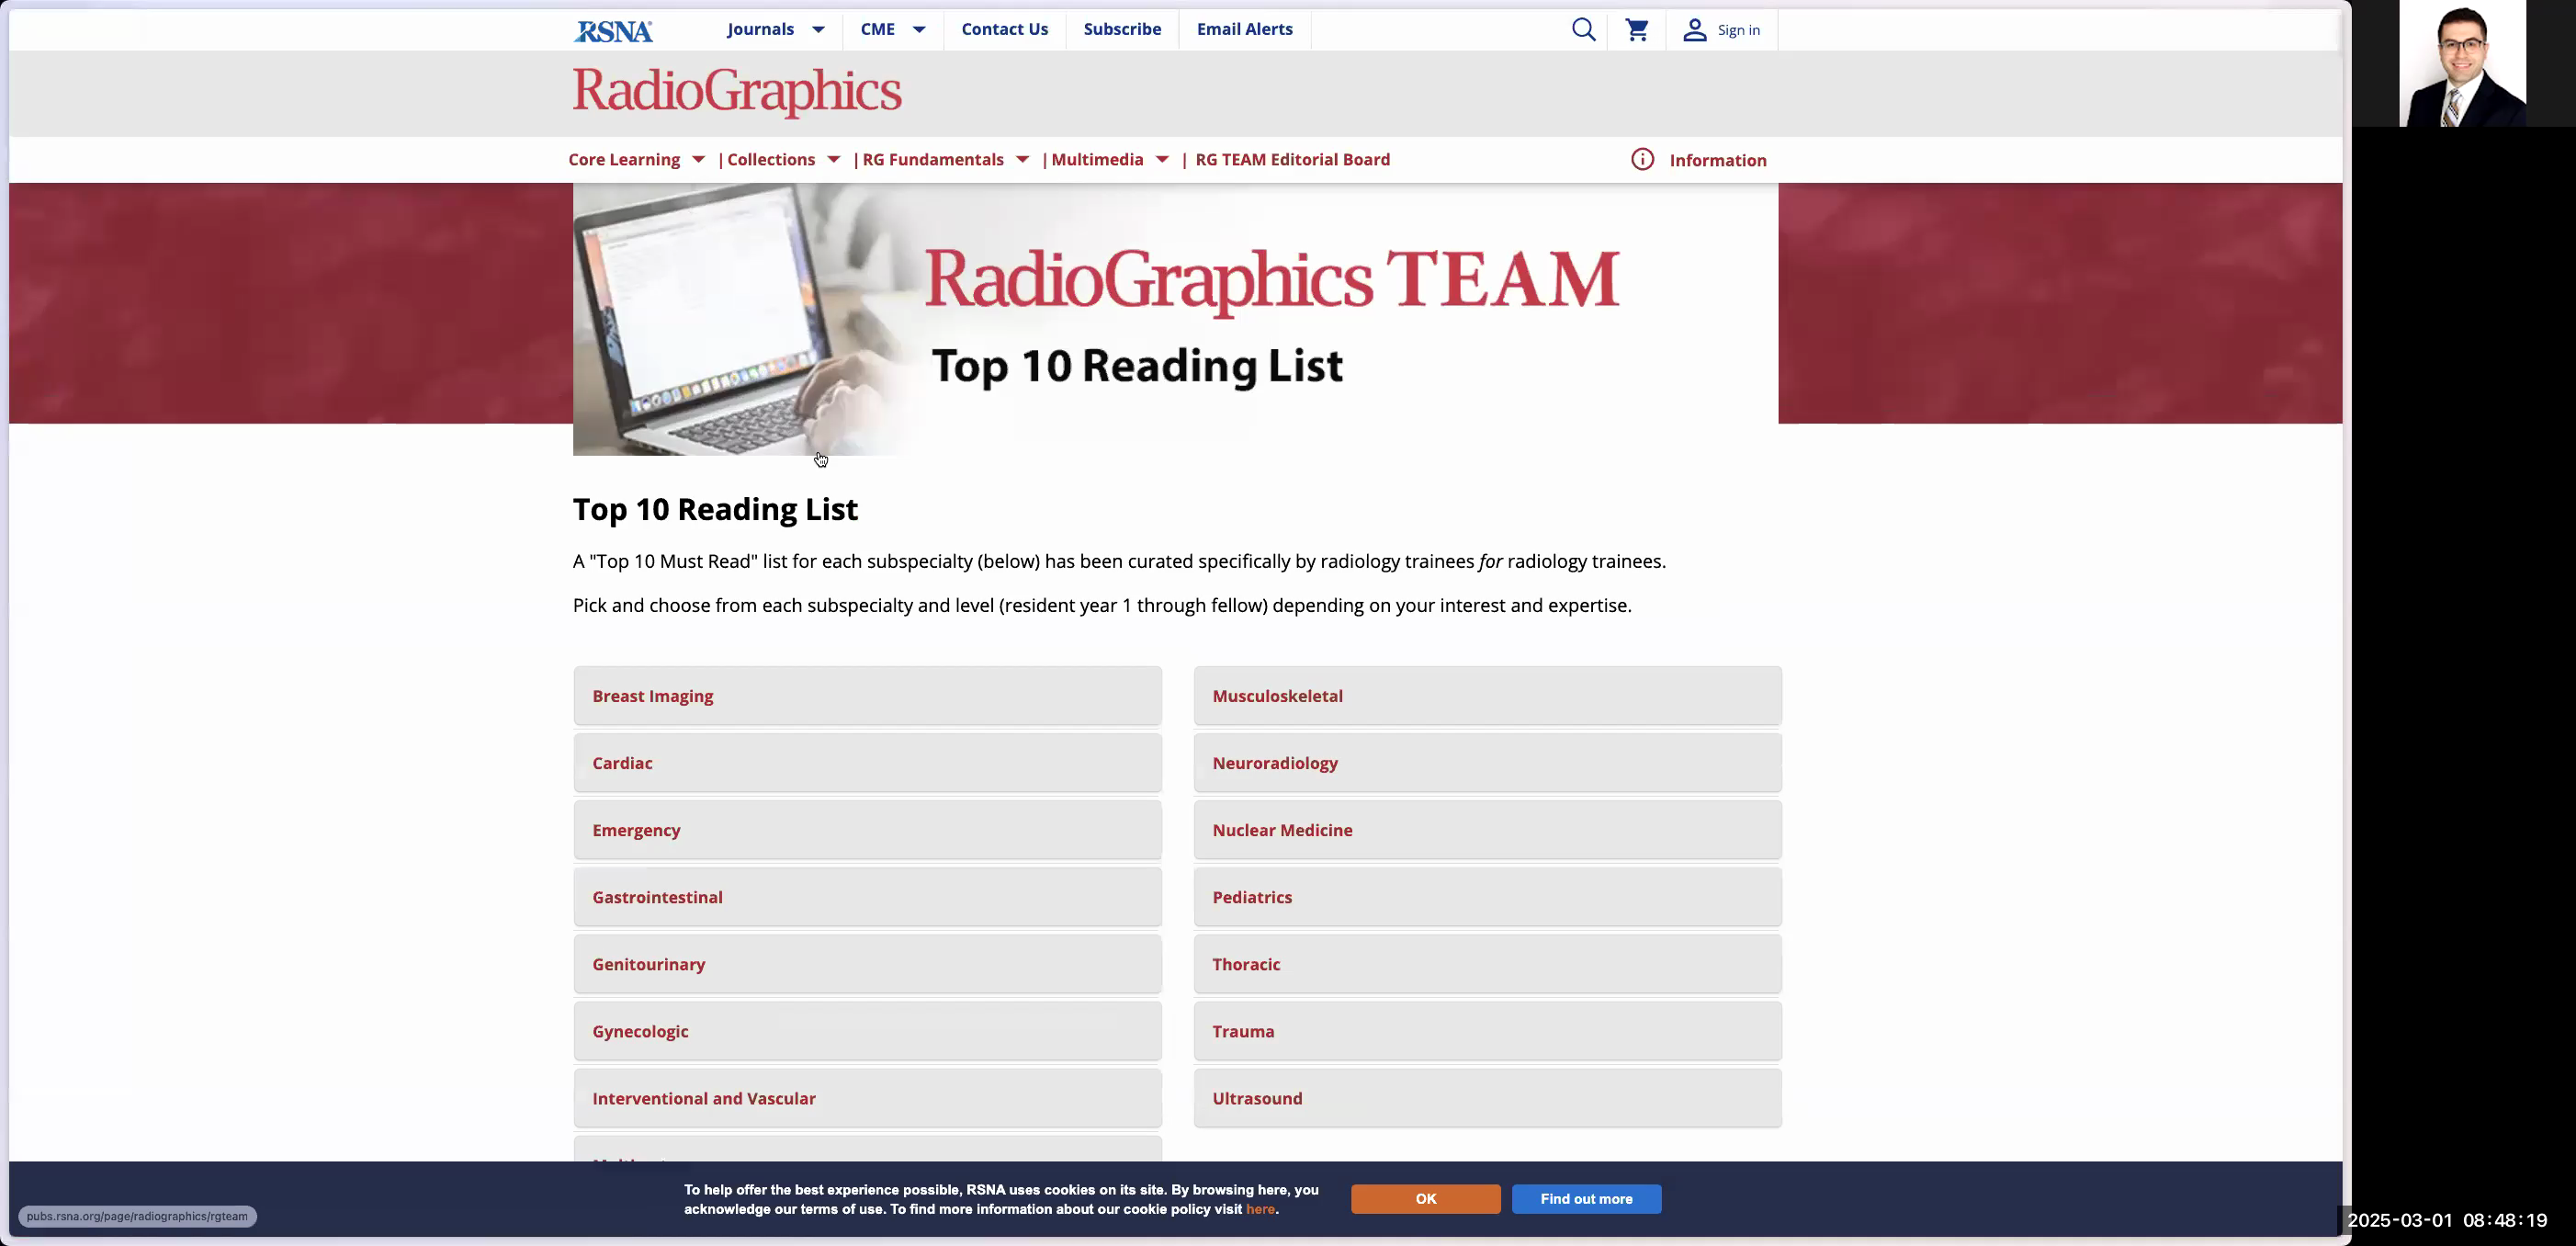 RSNA
Journals CME Contact Us Subscribe Email Alerts Sign in
RadioGraphics
Core Learning | Collections | RG Fundamentals | Multimedia | RG TEAM Editorial Board Information
RadioGraphics TEAM
Top 10 Reading List
Top 10 Reading List
A "Top 10 Must Read" list for each subspecialty (below) has been curated specifically by radiology trainees for radiology trainees.
Pick and choose from each subspecialty and level (resident year 1 through fellow) depending on your interest and expertise.
Breast Imaging
Musculoskeletal
Cardiac
Neuroradiology
Emergency
Nuclear Medicine
Gastrointestinal
Pediatrics
Genitourinary
Thoracic
Gynecologic
Trauma
Interventional and Vascular
Ultrasound
To help offer the best experience possible, RSNA uses cookies on its site. By browsing here, you
acknowledge our terms of use. To find more information about our cookie policy visit here.
OK
Find out more
pubs.rsna.org/page/radiographics/rgteam
2025-03-01 08:48:19